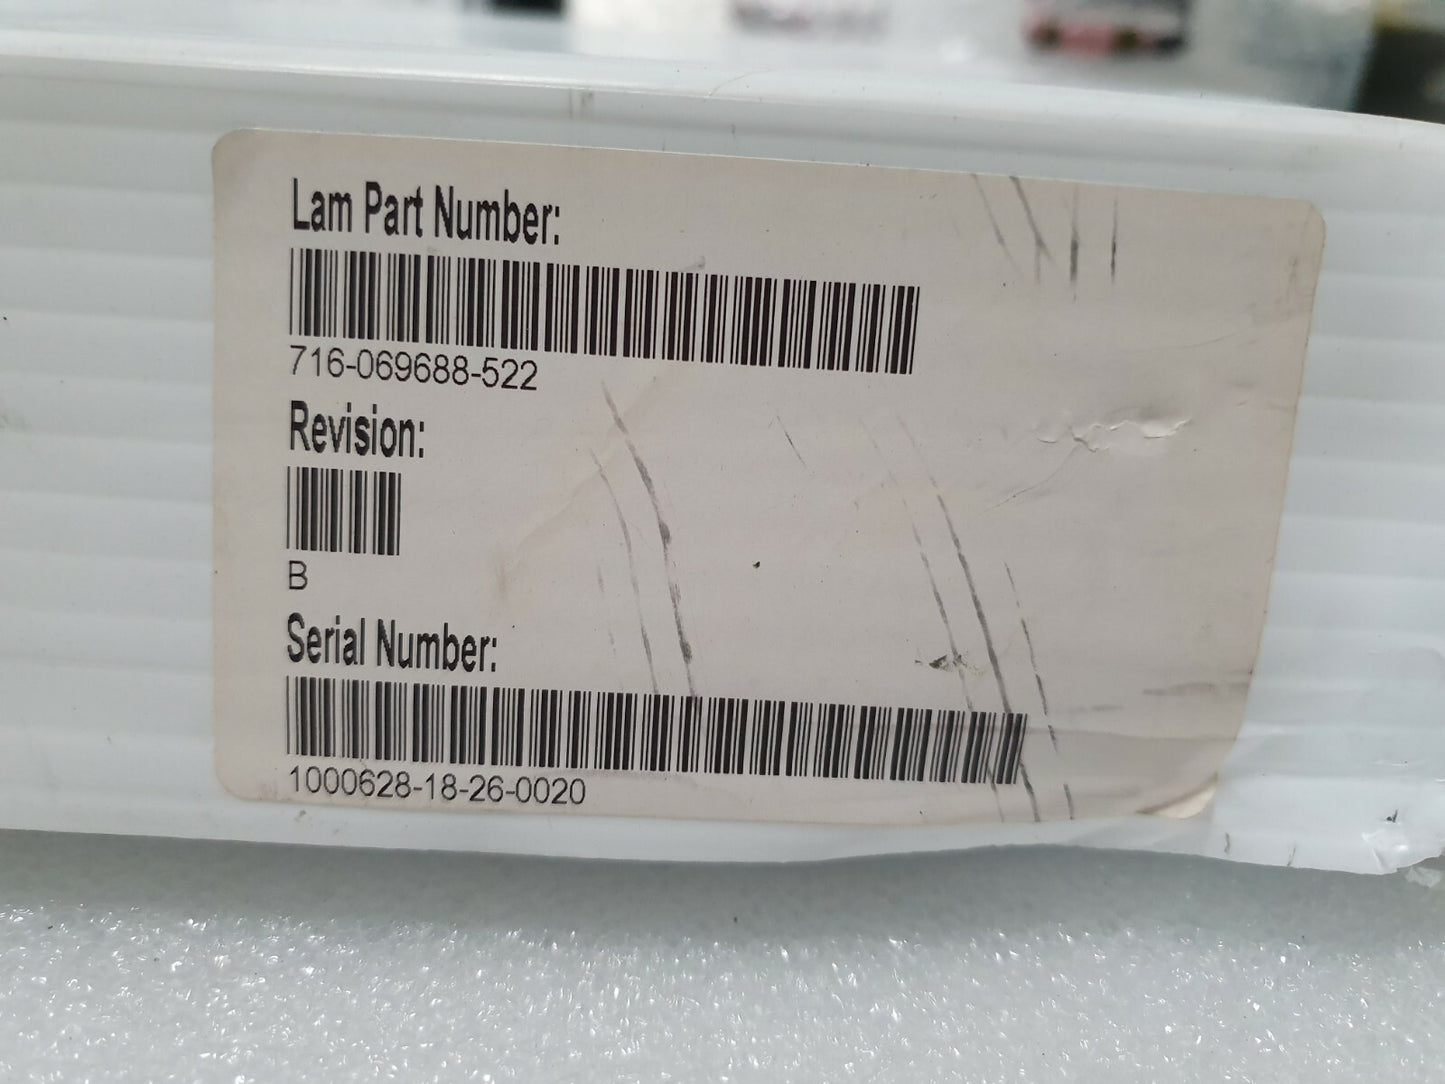 Lam Part Number:
716-069688-522
Revision:
B
Serial Number:
1000628-18-26-0020